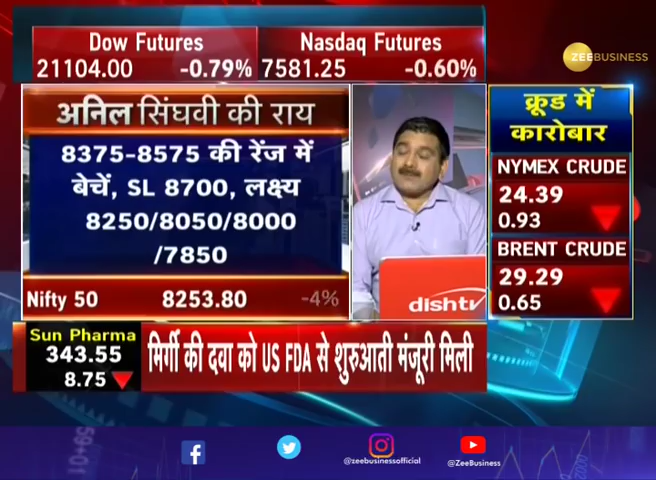 Dow Futures
21104.00 -0.79%
Nasdaq Futures
7581.25 -0.60%
ZEEBUSINESS
अनिल सिंघवी की राय
8375-8575 की रेंज में
बेचें, SL 8700, लक्ष्य
8250/8050/8000
/7850
Nifty 50 8253.80 -4%
dishtv
क्रूड में
कारोबार
NYMEX CRUDE
24.39
0.93
BRENT CRUDE
29.29
0.65
Sun Pharma
343.55
8.75
मिर्गी की दवा को US FDA से शुरुआती मंजूरी मिली
@zeebusinessofficial
@ZeeBusiness